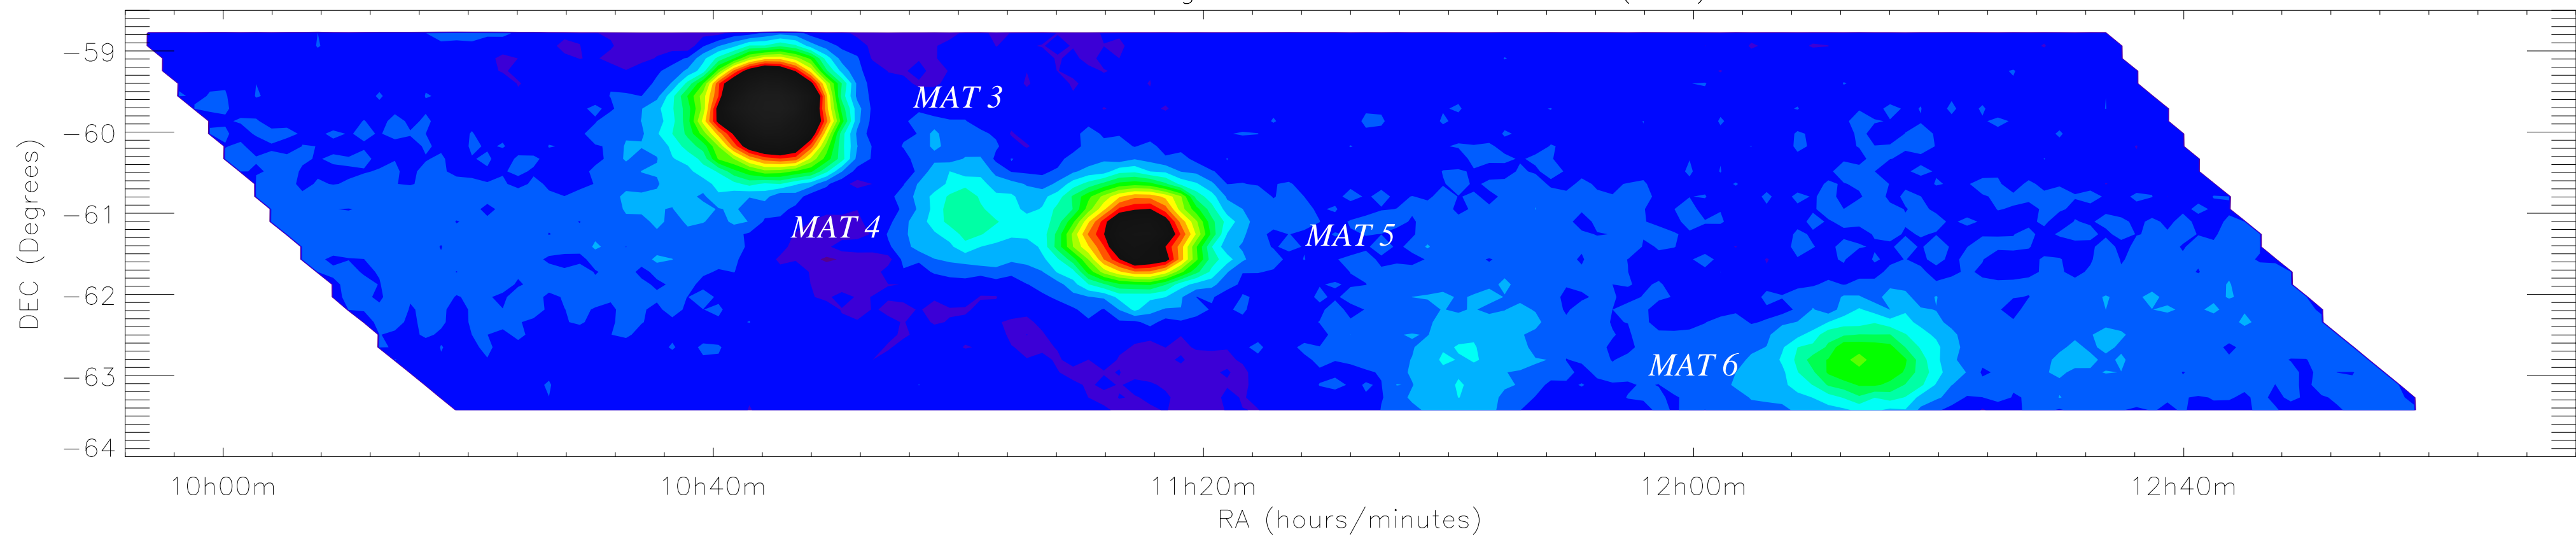 −59
MAT 3
−60
MAT 4
−61
MAT 5
−62
MAT 6
−63
−64
DEC (Degrees)
10h00m 10h40m 11h20m 12h00m 12h40m
RA (hours/minutes)